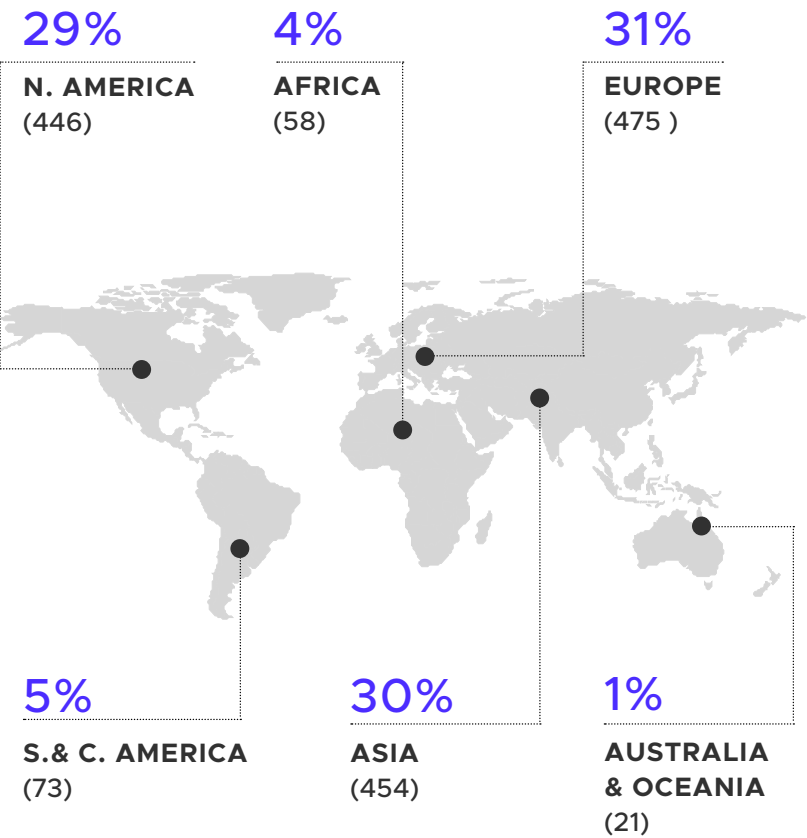 29%
N. AMERICA
(446)
4%
AFRICA
(58)
31%
EUROPE
(475 )
5%
S.& C. AMERICA
(73)
30%
ASIA
(454)
1%
AUSTRALIA
& OCEANIA
(21)